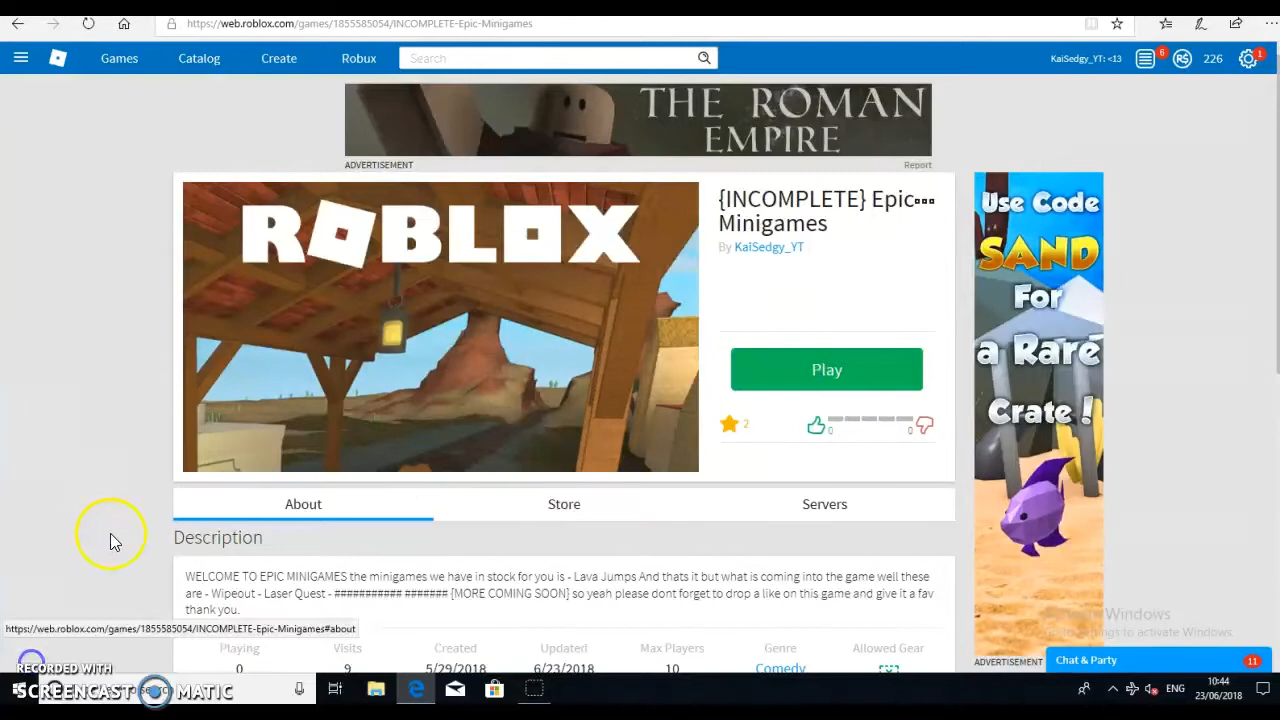 https://web.roblox.com/games/1855585054/INCOMPLETE-Epic-Minigames
Games
Catalog
Create
Robux
Search
KaiSedgy_YT: <13
6
226
1
THE ROMAN
EMPIRE
ADVERTISEMENT
Report
ROBLOX
{INCOMPLETE} Epic
Minigames
By KaiSedgy_YT
Play
2
0
0
Use Code
SAND
For
a Rare
Crate!
About
Store
Servers
Description
WELCOME TO EPIC MINIGAMES the minigames we have in stock for you is - Lava Jumps And thats it but what is coming into the game well these
are - Wipeout - Laser Quest - ########### ####### {MORE COMING SOON} so yeah please dont forget to drop a like on this game and give it a fav
thank you.
https://web.roblox.com/games/1855585054/INCOMPLETE-Epic-Minigames#about
Playing
Visits
Created
Updated
Max Players
Genre
Allowed Gear
0
9
5/29/2018
6/23/2018
10
Comedy
Windows
to activate Windows.
ADVERTISEMENT
Chat & Party
11
RECORDED WITH
SCREENCAST MATIC
ENG
10:44
23/06/2018